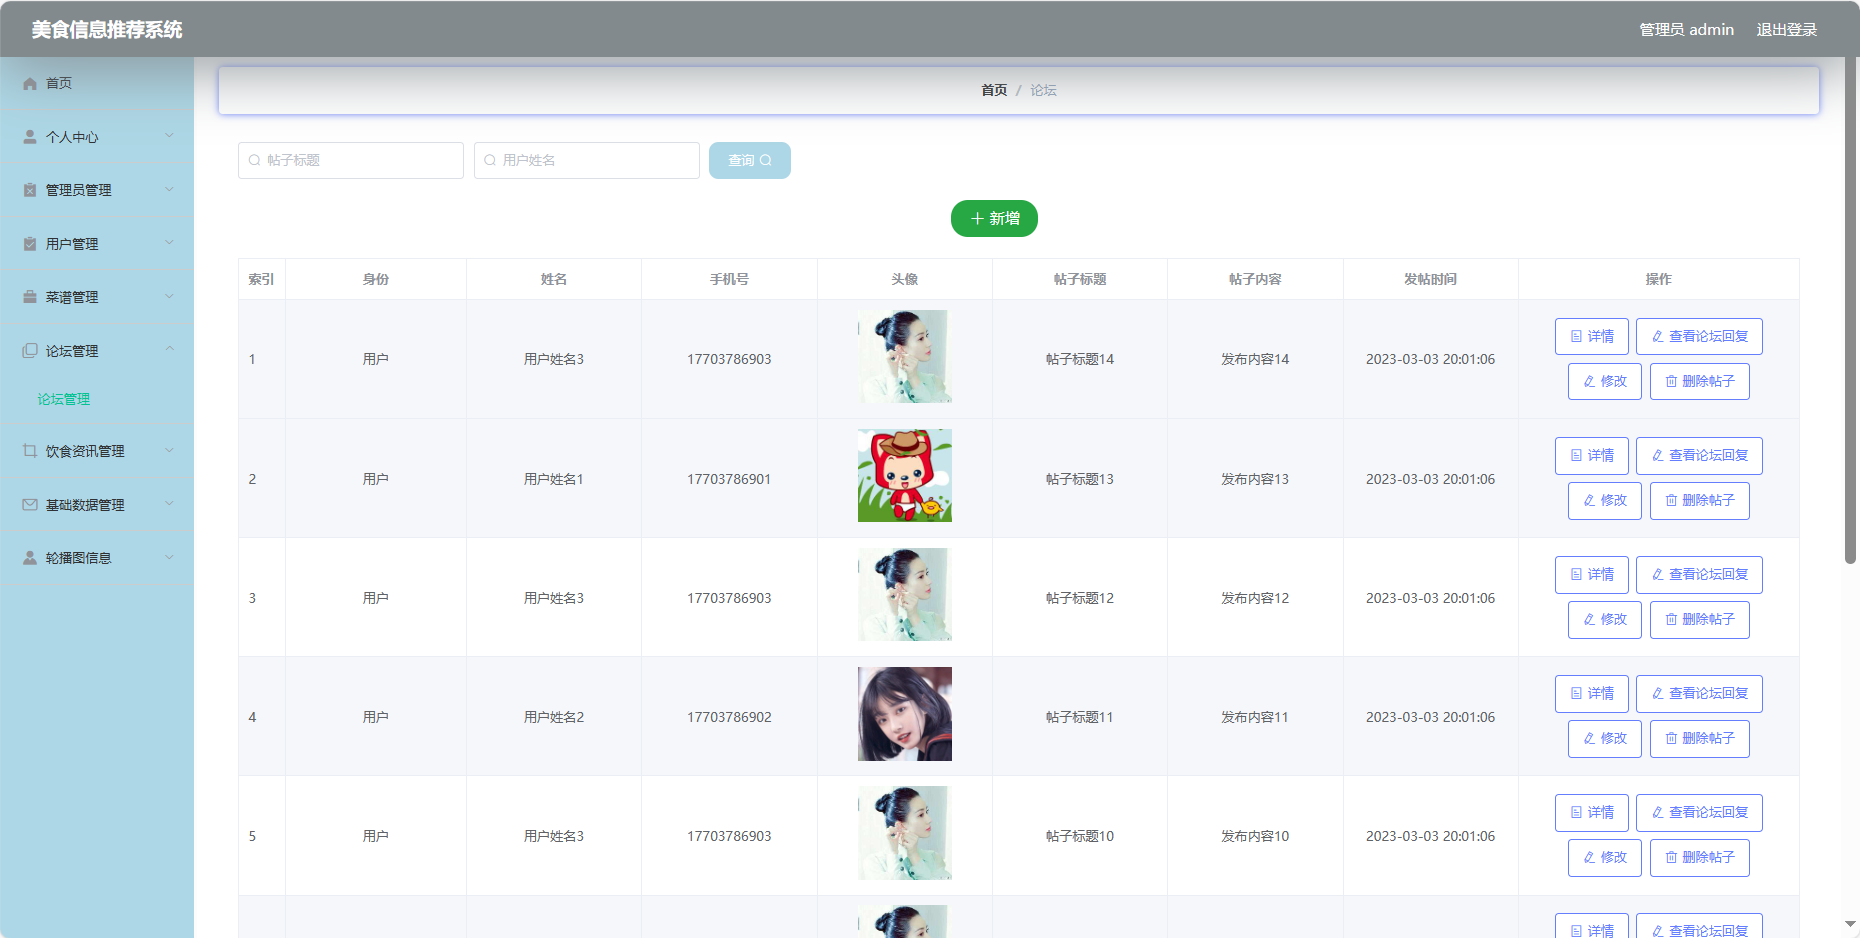 美食信息推荐系统
管理员 admin 退出登录
首页
个人中心
管理员管理
用户管理
菜谱管理
论坛管理
论坛管理
饮食资讯管理
基础数据管理
轮播图信息
首页 / 论坛
帖子标题 用户姓名 查询
新增
索引 身份 姓名 手机号 头像 帖子标题 帖子内容 发帖时间 操作
1 用户 用户姓名3 17703786903 帖子标题14 发布内容14 2023-03-03 20:01:06
详情 查看论坛回复
修改 删除帖子
2 用户 用户姓名1 17703786901 帖子标题13 发布内容13 2023-03-03 20:01:06
详情 查看论坛回复
修改 删除帖子
3 用户 用户姓名3 17703786903 帖子标题12 发布内容12 2023-03-03 20:01:06
详情 查看论坛回复
修改 删除帖子
4 用户 用户姓名2 17703786902 帖子标题11 发布内容11 2023-03-03 20:01:06
详情 查看论坛回复
修改 删除帖子
5 用户 用户姓名3 17703786903 帖子标题10 发布内容10 2023-03-03 20:01:06
详情 查看论坛回复
修改 删除帖子
详情 查看论坛回复